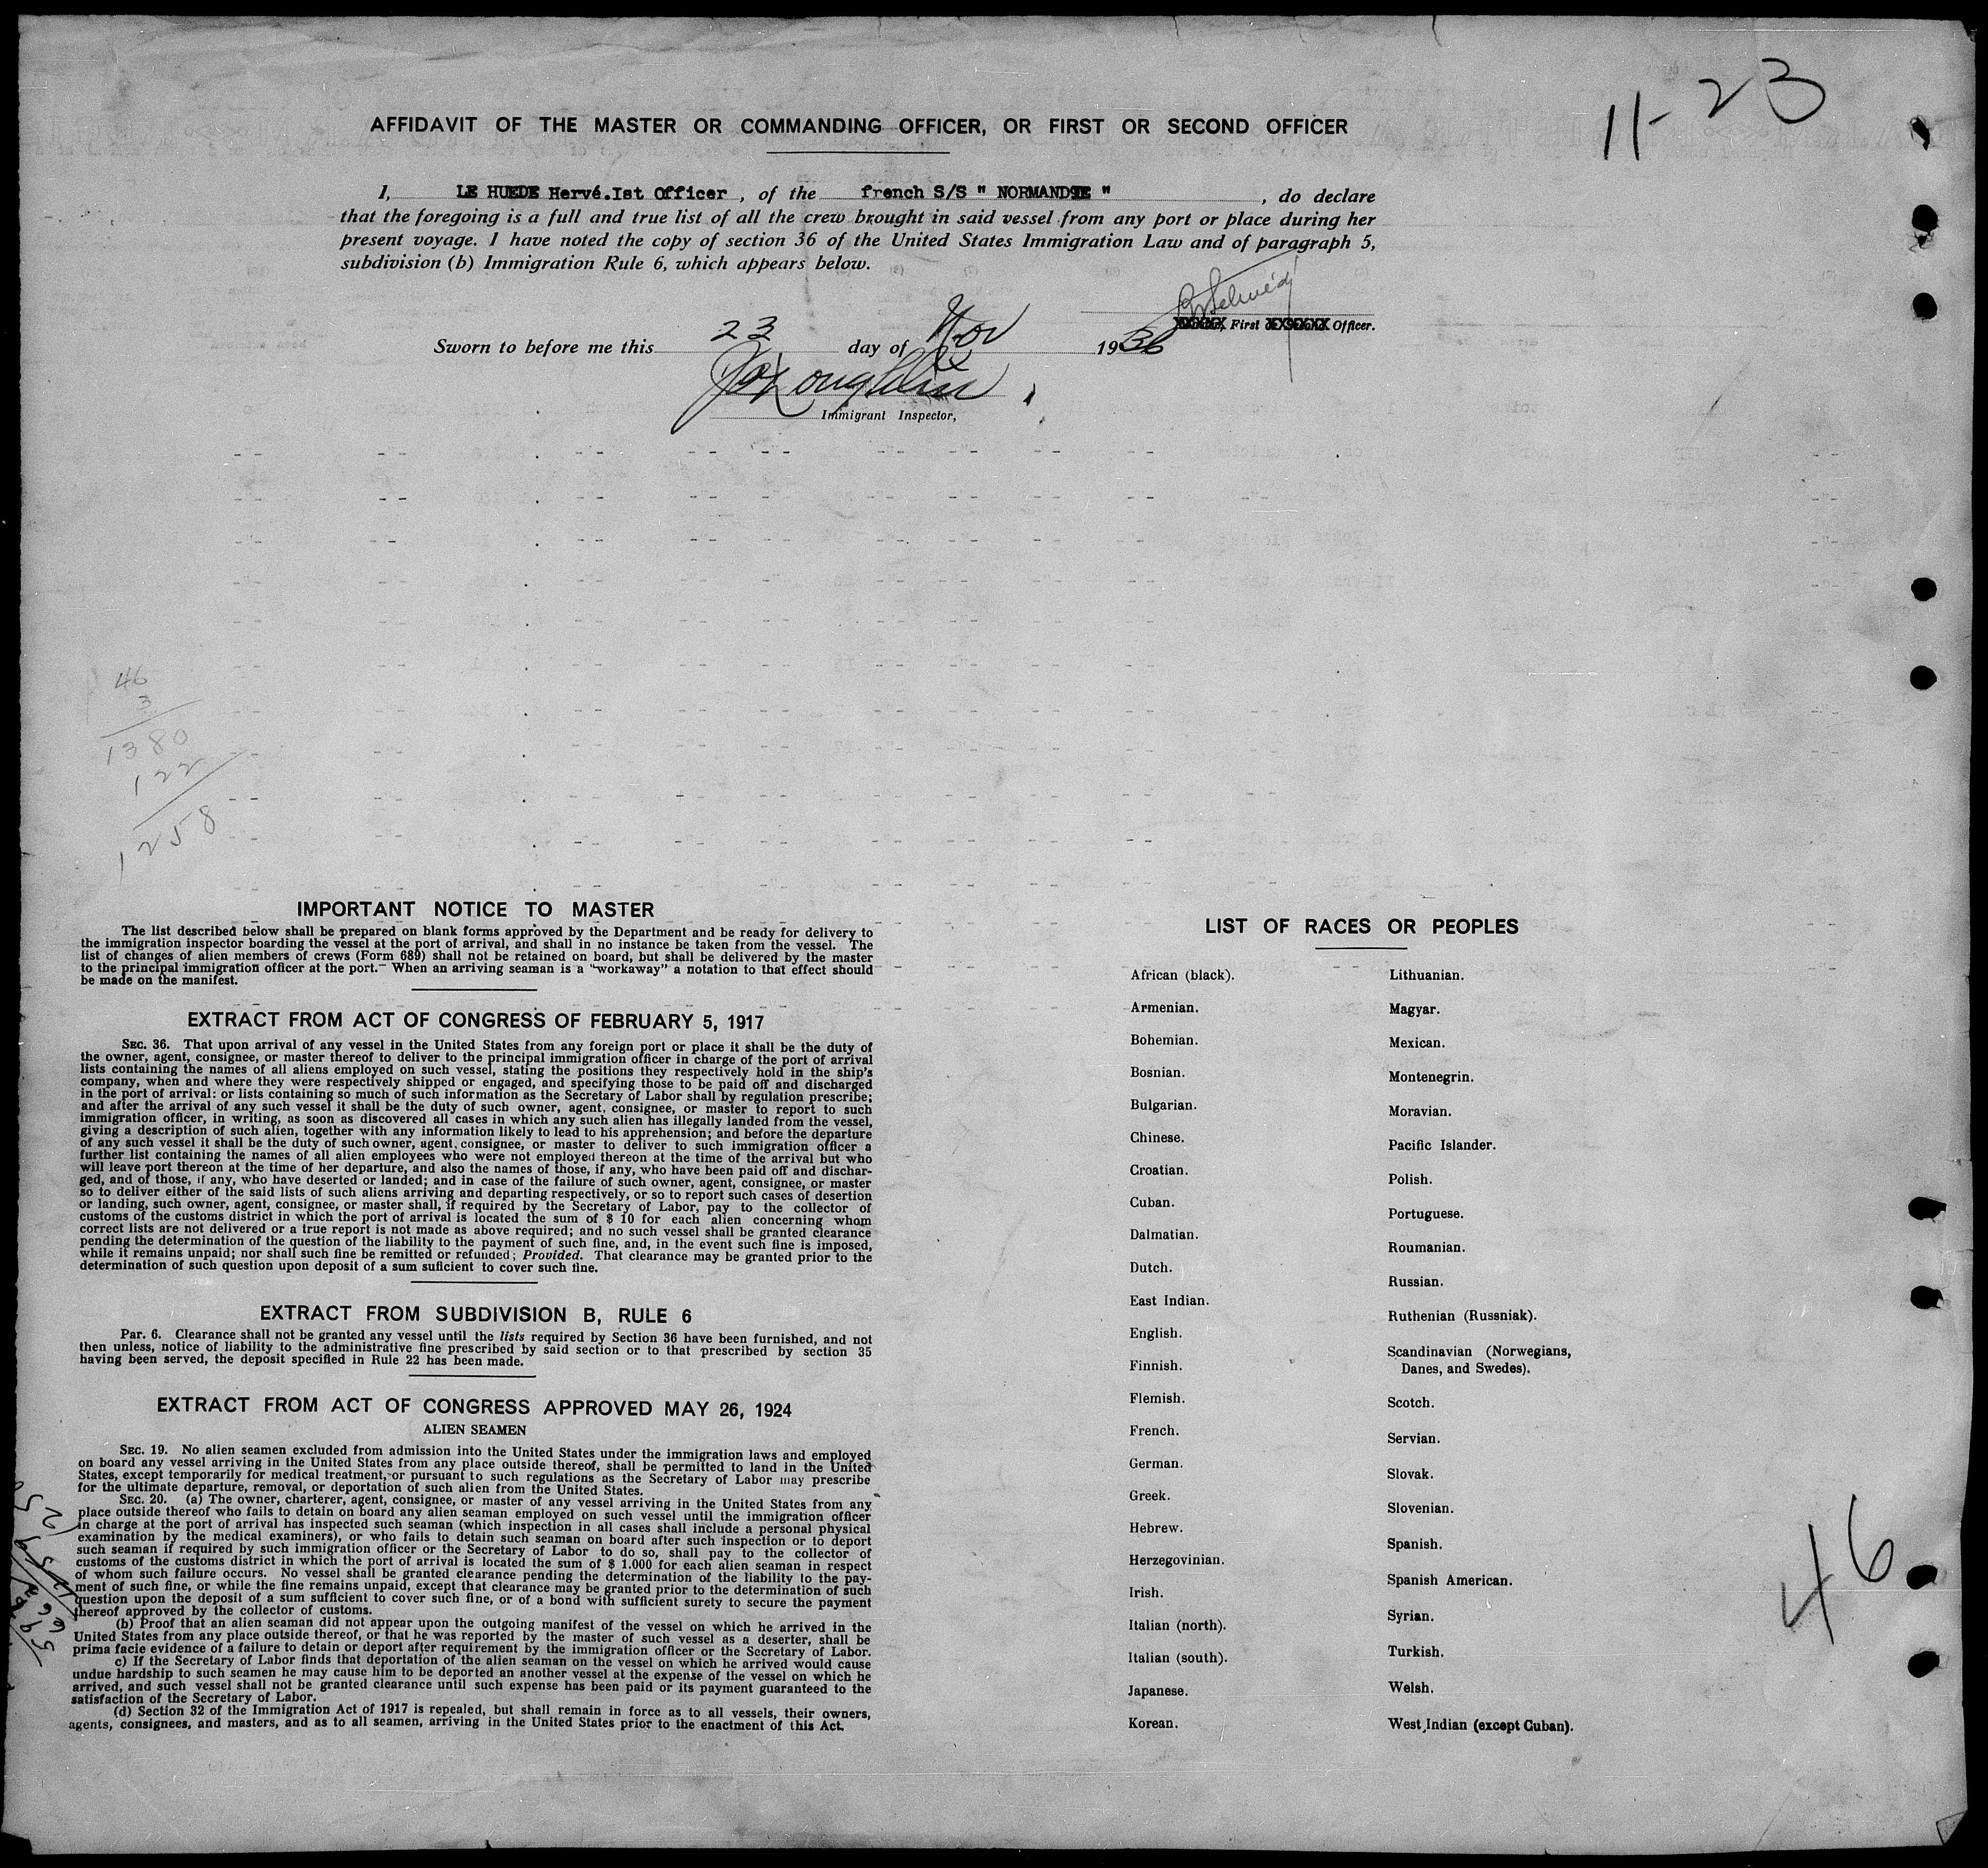 11-23
AFFIDAVIT OF THE MASTER OR COMMANDING OFFICER, OR FIRST OR SECOND OFFICER
I, LE HUEDE Hervé.Ist Officer , of the french S/S " NORMANDIE " , do declare
that the foregoing is a full and true list of all the crew brought in said vessel from any port or place during her
present voyage. I have noted the copy of section 36 of the United States Immigration Law and of paragraph 5,
subdivision (b) Immigration Rule 6, which appears below.
First Officer.
Sworn to before me this 23 day of Nov 1936
Immigrant Inspector,
46
3
1380
122
1258
IMPORTANT NOTICE TO MASTER
The list described below shall be prepared on blank forms approved by the Department and be ready for delivery to
the immigration inspector boarding the vessel at the port of arrival, and shall in no instance be taken from the vessel. The
list of changes of alien members of crews (Form 689) shall not be retained on board, but shall be delivered by the master
to the principal immigration officer at the port. When an arriving seaman is a "workaway" a notation to that effect should
be made on the manifest.
EXTRACT FROM ACT OF CONGRESS OF FEBRUARY 5, 1917
SEC. 36. That upon arrival of any vessel in the United States from any foreign port or place it shall be the duty of
the owner, agent, consignee, or master thereof to deliver to the principal immigration officer in charge of the port of arrival
lists containing the names of all aliens employed on such vessel, stating the positions they respectively hold in the ship's
company, when and where they were respectively shipped or engaged, and specifying those to be paid off and discharged
in the port of arrival: or lists containing so much of such information as the Secretary of Labor shall by regulation prescribe;
and after the arrival of any such vessel it shall be the duty of such owner, agent, consignee, or master to report to such
immigration officer, in writing, as soon as discovered all cases in which any such alien has illegally landed from the vessel,
giving a description of such alien, together with any information likely to lead to his apprehension; and before the departure
of any such vessel it shall be the duty of such owner, agent, consignee, or master to deliver to such immigration officer a
further list containing the names of all alien employees who were not employed thereon at the time of the arrival but who
will leave port thereon at the time of her departure, and also the names of those, if any, who have been paid off and dischar-
ged, and of those, if any, who have deserted or landed; and in case of the failure of such owner, agent, consignee, or master
so to deliver either of the said lists of such aliens arriving and departing respectively, or so to report such cases of desertion
or landing, such owner, agent, consignee, or master shall, if required by the Secretary of Labor, pay to the collector of
customs of the customs district in which the port of arrival is located the sum of $ 10 for each alien concerning whom
correct lists are not delivered or a true report is not made as above required; and no such vessel shall be granted clearance
pending the determination of the question of the liability to the payment of such fine, and, in the event such fine is imposed,
while it remains unpaid; nor shall such fine be remitted or refunded; Provided. That clearance may be granted prior to the
determination of such question upon deposit of a sum suficient to cover such fine.
EXTRACT FROM SUBDIVISION B, RULE 6
Par. 6. Clearance shall not be granted any vessel until the lists required by Section 36 have been furnished, and not
then unless, notice of liability to the administrative fine prescribed by said section or to that prescribed by section 35
having been served, the deposit specified in Rule 22 has been made.
EXTRACT FROM ACT OF CONGRESS APPROVED MAY 26, 1924
ALIEN SEAMEN
SEC. 19. No alien seamen excluded from admission into the United States under the immigration laws and employed
on board any vessel arriving in the United States from any place outside thereof, shall be permitted to land in the United
States, except temporarily for medical treatment, or pursuant to such regulations as the Secretary of Labor may prescribe
for the ultimate departure, removal, or deportation of such alien from the United States.
SEC. 20. (a) The owner, charterer, agent, consignee, or master of any vessel arriving in the United States from any
place outside thereof who fails to detain on board any alien seaman employed on such vessel until the immigration officer
in charge at the port of arrival has inspected such seaman (which inspection in all cases shall include a personal physical
examination by the medical examiners), or who fails to detain such seaman on board after such inspection or to deport
such seaman if required by such immigration officer or the Secretary of Labor to do so, shall pay to the collector of
customs of the customs district in which the port of arrival is located the sum of $ 1.000 for each alien seaman in respect
of whom such failure occurs. No vessel shall be granted clearance pending the determination of the liability to the pay-
ment of such fine, or while the fine remains unpaid, except that clearance may be granted prior to the determination of such
question upon the deposit of a sum sufficient to cover such fine, or of a bond with sufficient surety to secure the payment
thereof approved by the collector of customs.
(b) Proof that an alien seaman did not appear upon the outgoing manifest of the vessel on which he arrived in the
United States from any place outside thereof, or that he was reported by the master of such vessel as a deserter, shall be
prima facie evidence of a failure to detain or deport after requirement by the immigration officer or the Secretary of Labor.
c) If the Secretary of Labor finds that deportation of the alien seaman on the vessel on which he arrived would cause
undue hardship to such seamen he may cause him to be deported an another vessel at the expense of the vessel on which he
arrived, and such vessel shall not be granted clearance until such expense has been paid or its payment guaranteed to the
satisfaction of the Secretary of Labor.
(d) Section 32 of the Immigration Act of 1917 is repealed, but shall remain in force as to all vessels, their owners,
agents, consignees, and masters, and as to all seamen, arriving in the United States prior to the enactment of this Act.
LIST OF RACES OR PEOPLES
African (black).
Armenian.
Bohemian.
Bosnian.
Bulgarian.
Chinese.
Croatian.
Cuban.
Dalmatian.
Dutch.
East Indian.
English.
Finnish.
Flemish.
French.
German.
Greek.
Hebrew.
Herzegovinian.
Irish.
Italian (north).
Italian (south).
Japanese.
Korean.
Lithuanian.
Magyar.
Mexican.
Montenegrin.
Moravian.
Pacific Islander.
Polish.
Portuguese.
Roumanian.
Russian.
Ruthenian (Russniak).
Scandinavian (Norwegians,
Danes, and Swedes).
Scotch.
Servian.
Slovak.
Slovenian.
Spanish.
Spanish American.
Syrian.
Turkish.
Welsh.
West Indian (except Cuban).
46